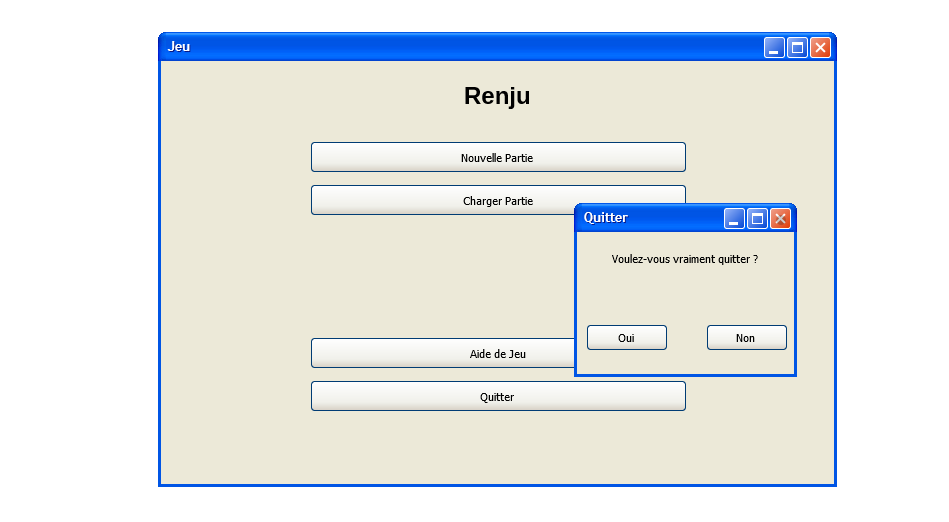 Jeu
Renju
Nouvelle Partie
Charger Partie
Quitter
Voulez-vous vraiment quitter ?
Oui
Non
Aide de Jeu
Quitter